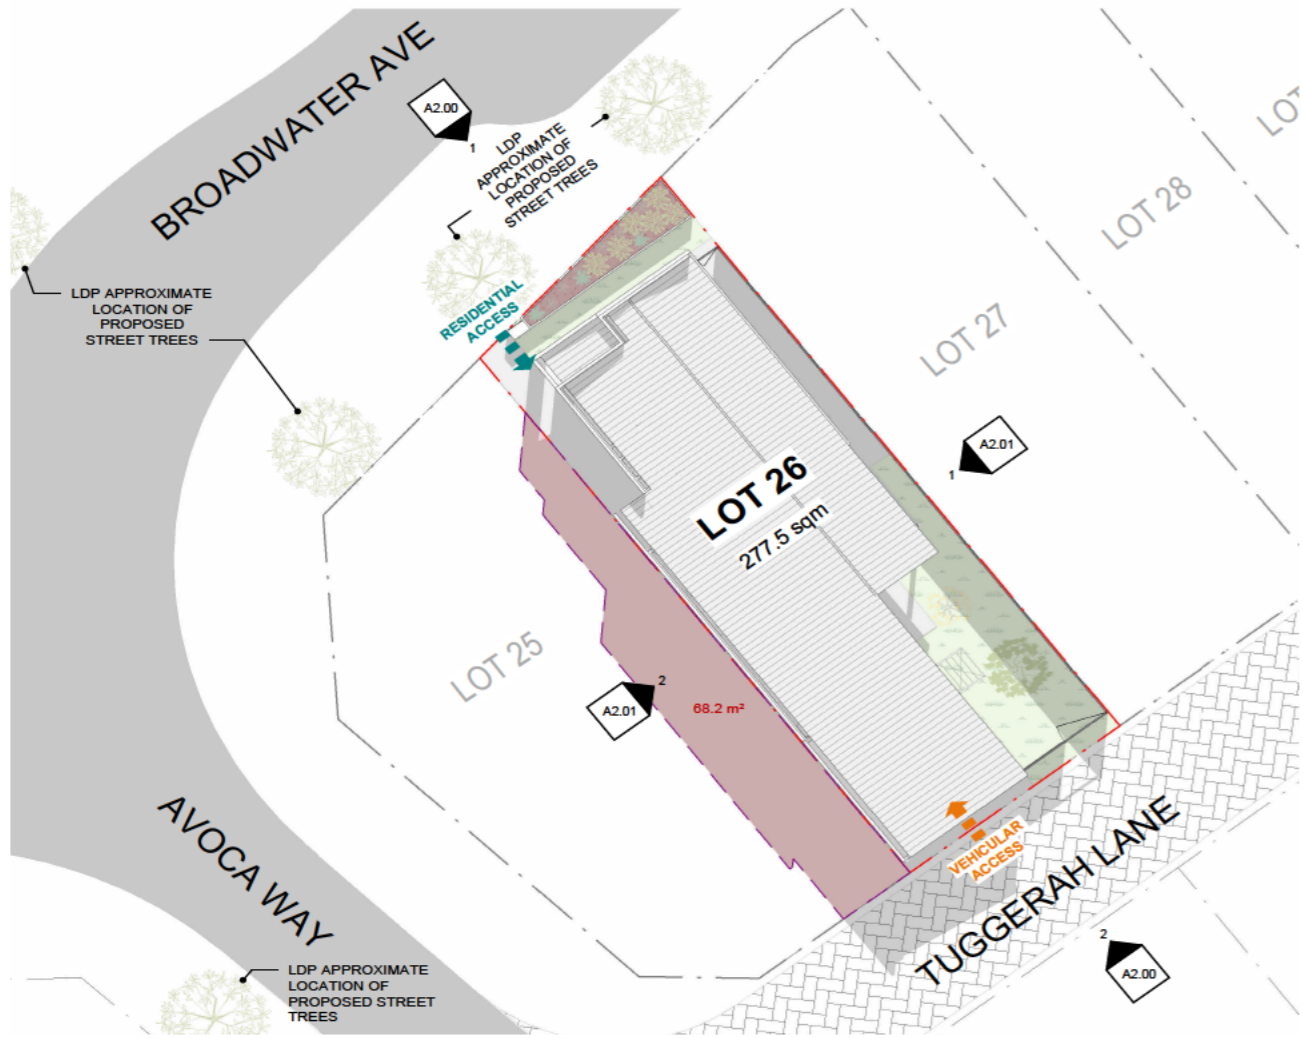 BROADWATER AVE
A2.00
1
LDP
APPROXIMATE
LOCATION OF
PROPOSED
STREET TREES
LOT
LOT 28
LDP APPROXIMATE
LOCATION OF
PROPOSED
STREET TREES
RESIDENTIAL
ACCESS
LOT 27
A2.01
1
LOT 26
277.5 sqm
LOT 25
2
A2.01
68.2 m²
VEHICULAR
ACCESS
TUGGERAH LANE
AVOCA WAY
2
A2.00
LDP APPROXIMATE
LOCATION OF
PROPOSED STREET
TREES